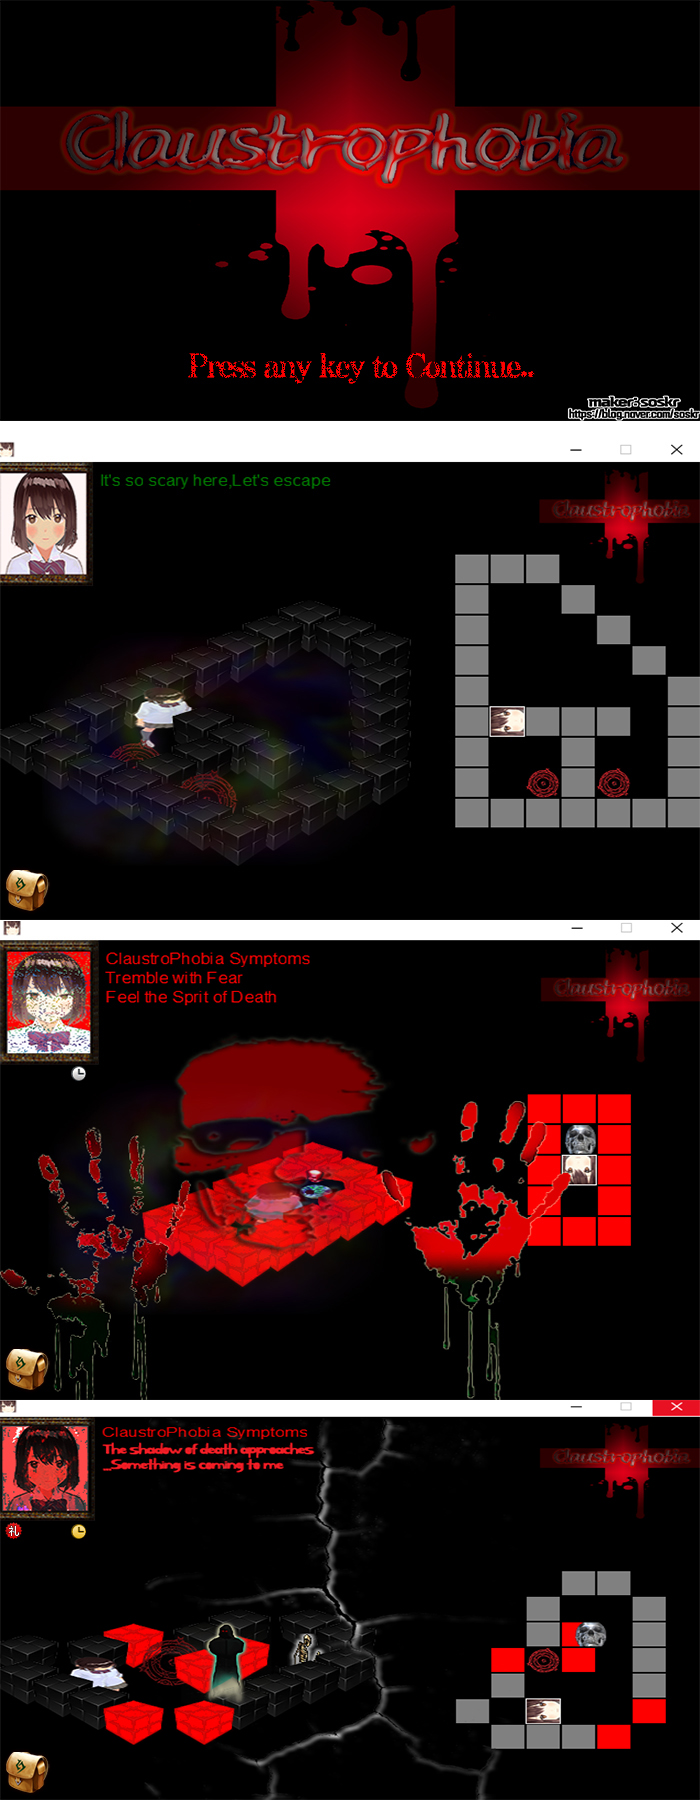 Claustrophobia
Press any key to Continue..
maker: soskr
https://blog.naver.com/soskr
It's so scary here,Let's escape
Claustrophobia
ClaustroPhobia Symptoms
Tremble with Fear
Feel the Sprit of Death
Claustrophobia
ClaustroPhobia Symptoms
The shadow of death approaches
...Something is coming to me
Claustrophobia
礼